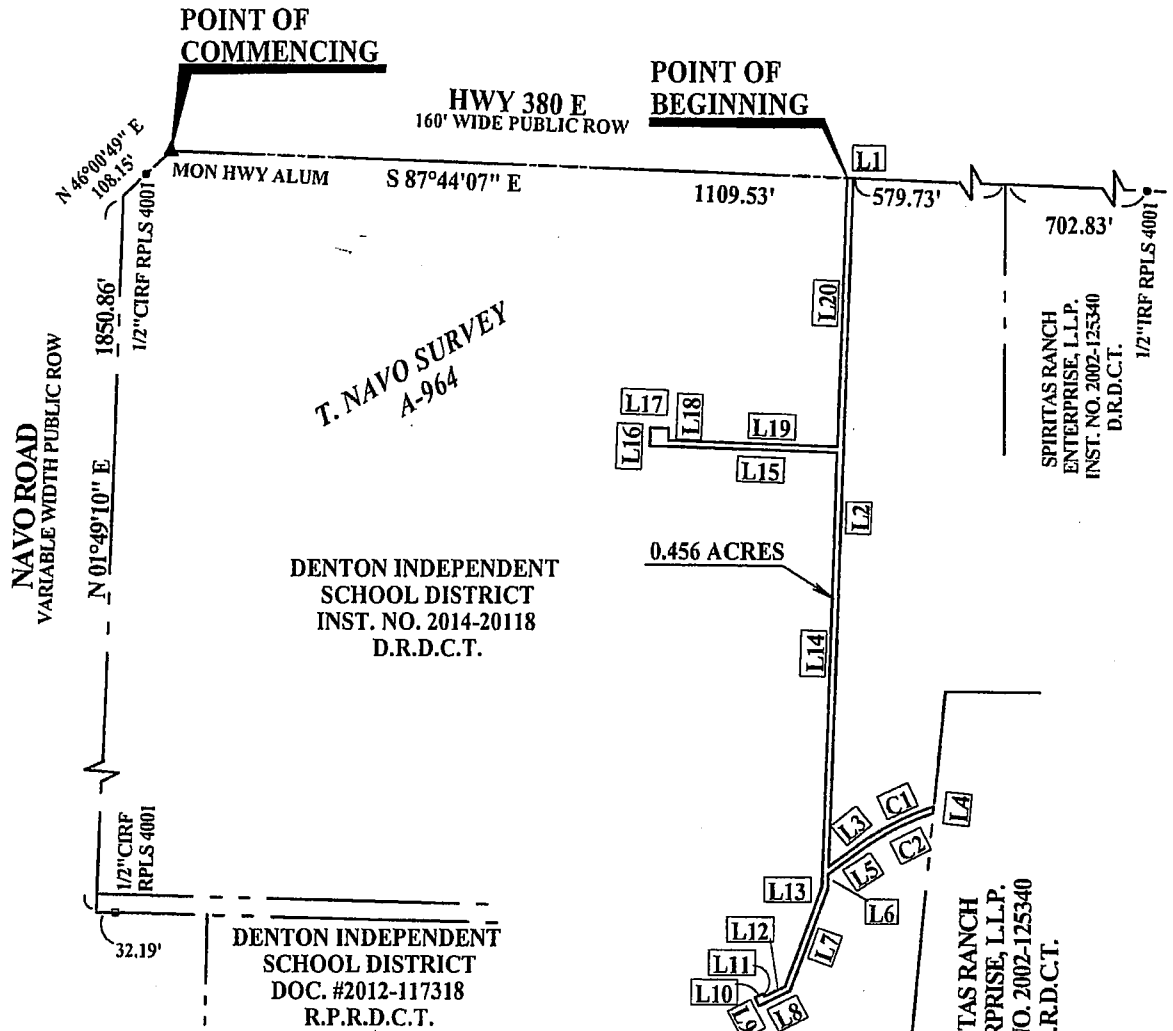 POINT OF
COMMENCING
POINT OF
BEGINNING
HWY 380 E
160' WIDE PUBLIC ROW
N 46°00'49" E
108.15'
MON HWY ALUM
S 87°44'07" E
1109.53'
L1
579.73'
702.83'
1/2"IRF RPLS 4001
1/2"CIRF RPLS 4001
1850.86'
N 01°49'10" E
NAVO ROAD
VARIABLE WIDTH PUBLIC ROW
T. NAVO SURVEY
A-964
L20
SPIRITAS RANCH
ENTERPRISE, L.L.P.
INST. NO. 2002-125340
D.R.D.C.T.
L17
L18
L16
L19
L15
L2
0.456 ACRES
DENTON INDEPENDENT
SCHOOL DISTRICT
INST. NO. 2014-20118
D.R.D.C.T.
L14
L3
C1
L4
C2
L5
L6
L13
L7
L12
L11
L10
L9
L8
1/2"CIRF
RPLS 4001
32.19'
DENTON INDEPENDENT
SCHOOL DISTRICT
DOC. #2012-117318
R.P.R.D.C.T.
TAS RANCH
RPRISE, L.L.P.
NO. 2002-125340
.R.D.C.T.